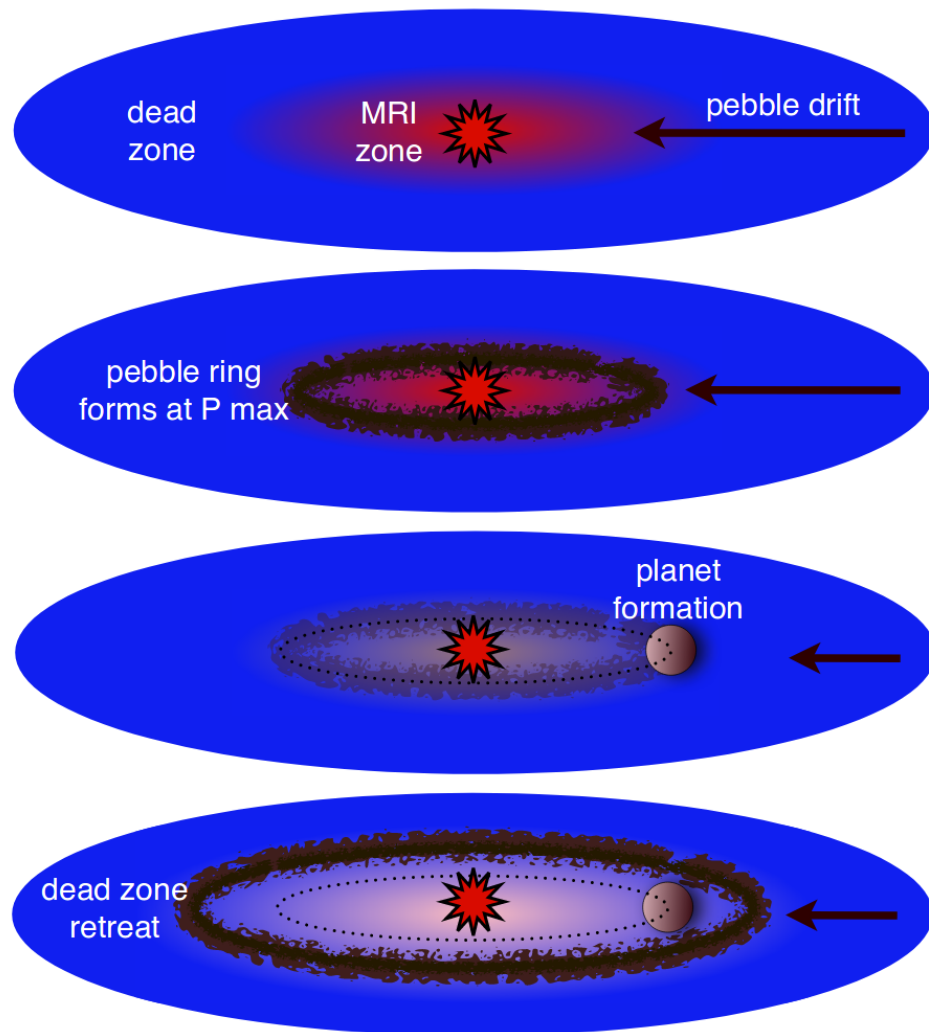 dead
zone
MRI
zone
pebble drift
pebble ring
forms at P max
planet
formation
dead zone
retreat